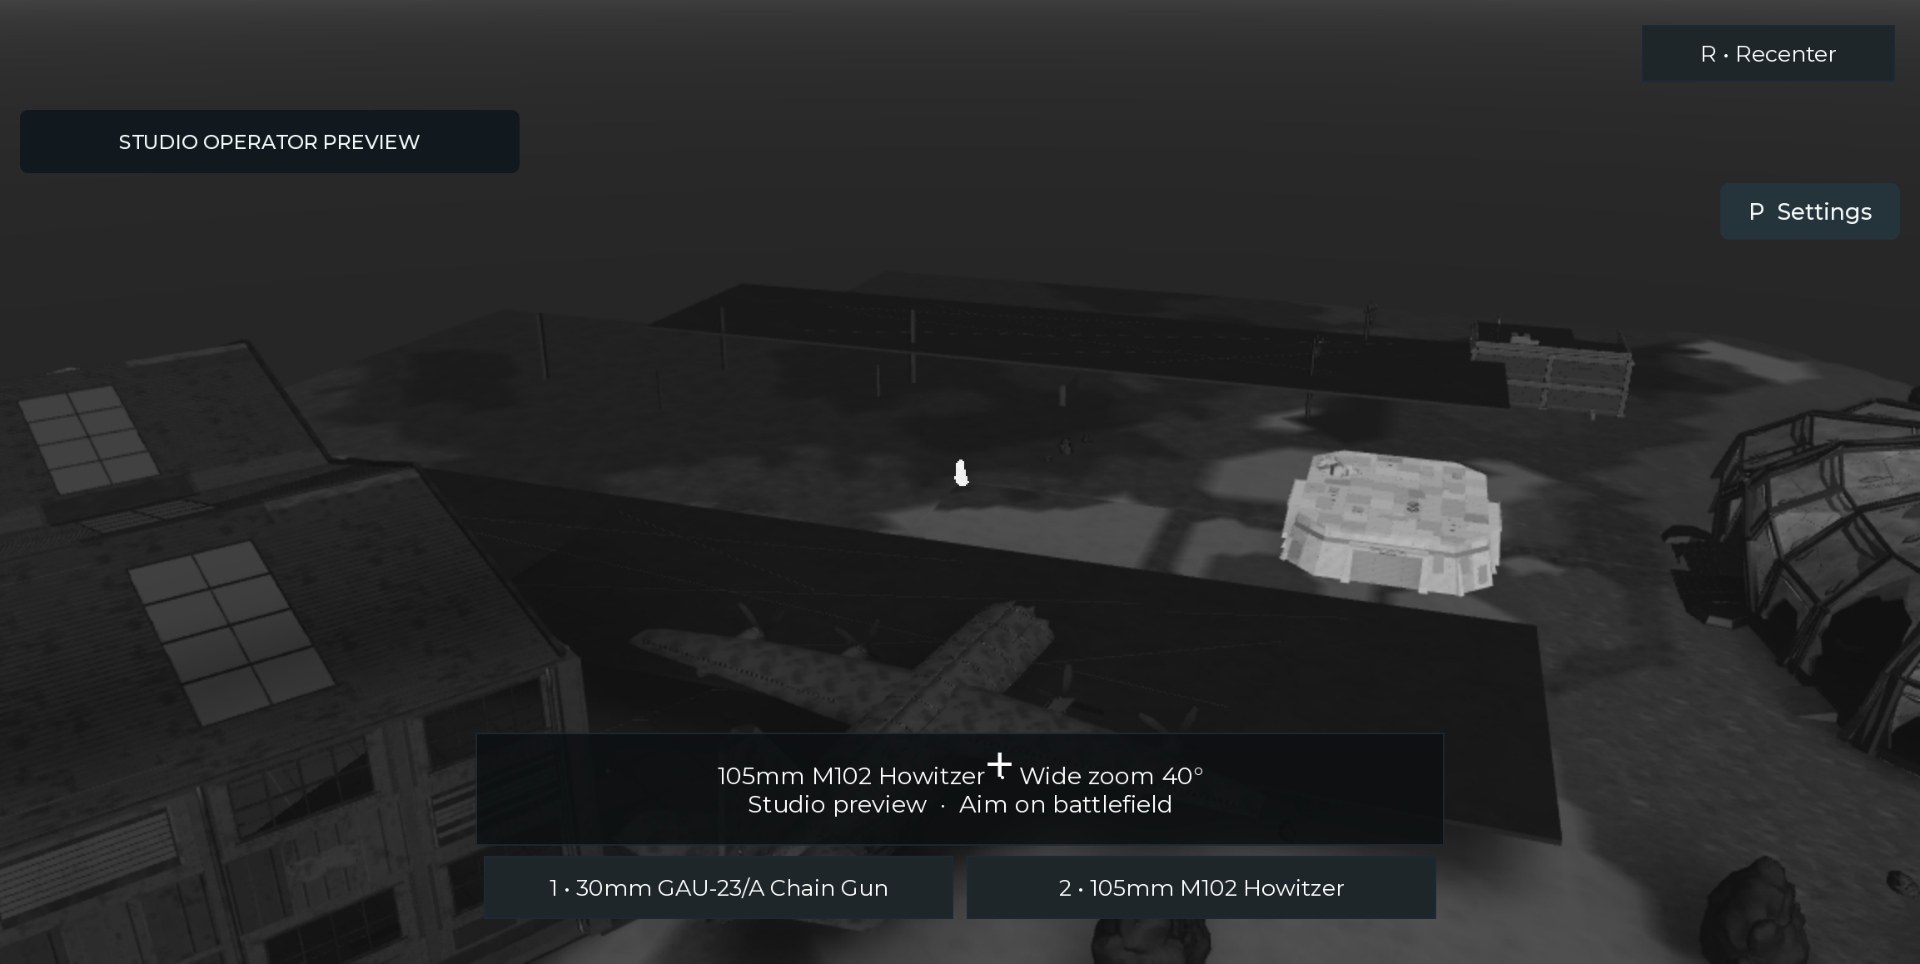 R • Recenter
STUDIO OPERATOR PREVIEW
P Settings
105mm M102 Howitzer · Wide zoom 40°
Studio preview · Aim on battlefield
1 • 30mm GAU-23/A Chain Gun
2 • 105mm M102 Howitzer